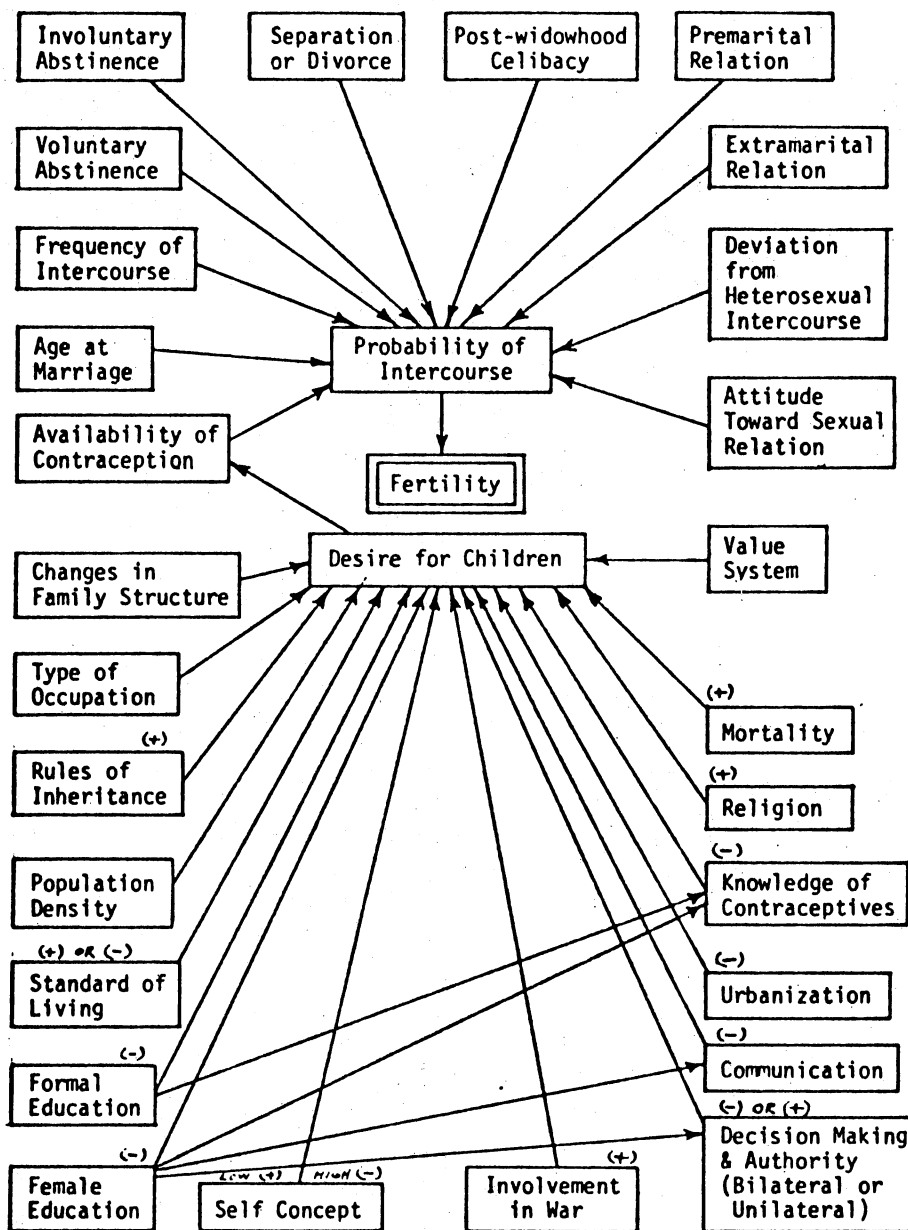 Involuntary
Abstinence
Separation
or Divorce
Post-widowhood
Celibacy
Premarital
Relation
Voluntary
Abstinence
Extramarital
Relation
Frequency of
Intercourse
Deviation
from
Heterosexual
Intercourse
Age at
Marriage
Probability of
Intercourse
Attitude
Toward Sexual
Relation
Availability of
Contraception
Fertility
Desire for Children
Value
System
Changes in
Family Structure
Type of
Occupation
(+)
Mortality
(+)
Rules of
Inheritance
(+)
Religion
Population
Density
(-)
Knowledge of
Contraceptives
(+) OR (-)
Standard of
Living
(-)
Urbanization
(-)
Formal
Education
(-)
Communication
(-)
Female
Education
LOW (+) HIGH (-)
Self Concept
(+)
Involvement
in War
(-) OR (+)
Decision Making
& Authority
(Bilateral or
Unilateral)